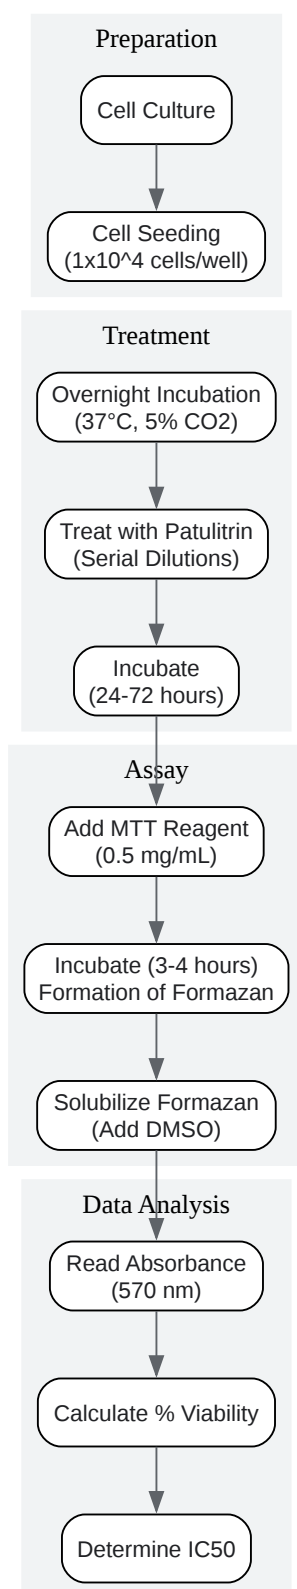 Preparation
Cell Culture
Cell Seeding
(1x10^4 cells/well)
Treatment
Overnight Incubation
(37°C, 5% CO2)
Treat with Patulitrin
(Serial Dilutions)
Incubate
(24-72 hours)
Assay
Add MTT Reagent
(0.5 mg/mL)
Incubate (3-4 hours)
Formation of Formazan
Solubilize Formazan
(Add DMSO)
Data Analysis
Read Absorbance
(570 nm)
Calculate % Viability
Determine IC50